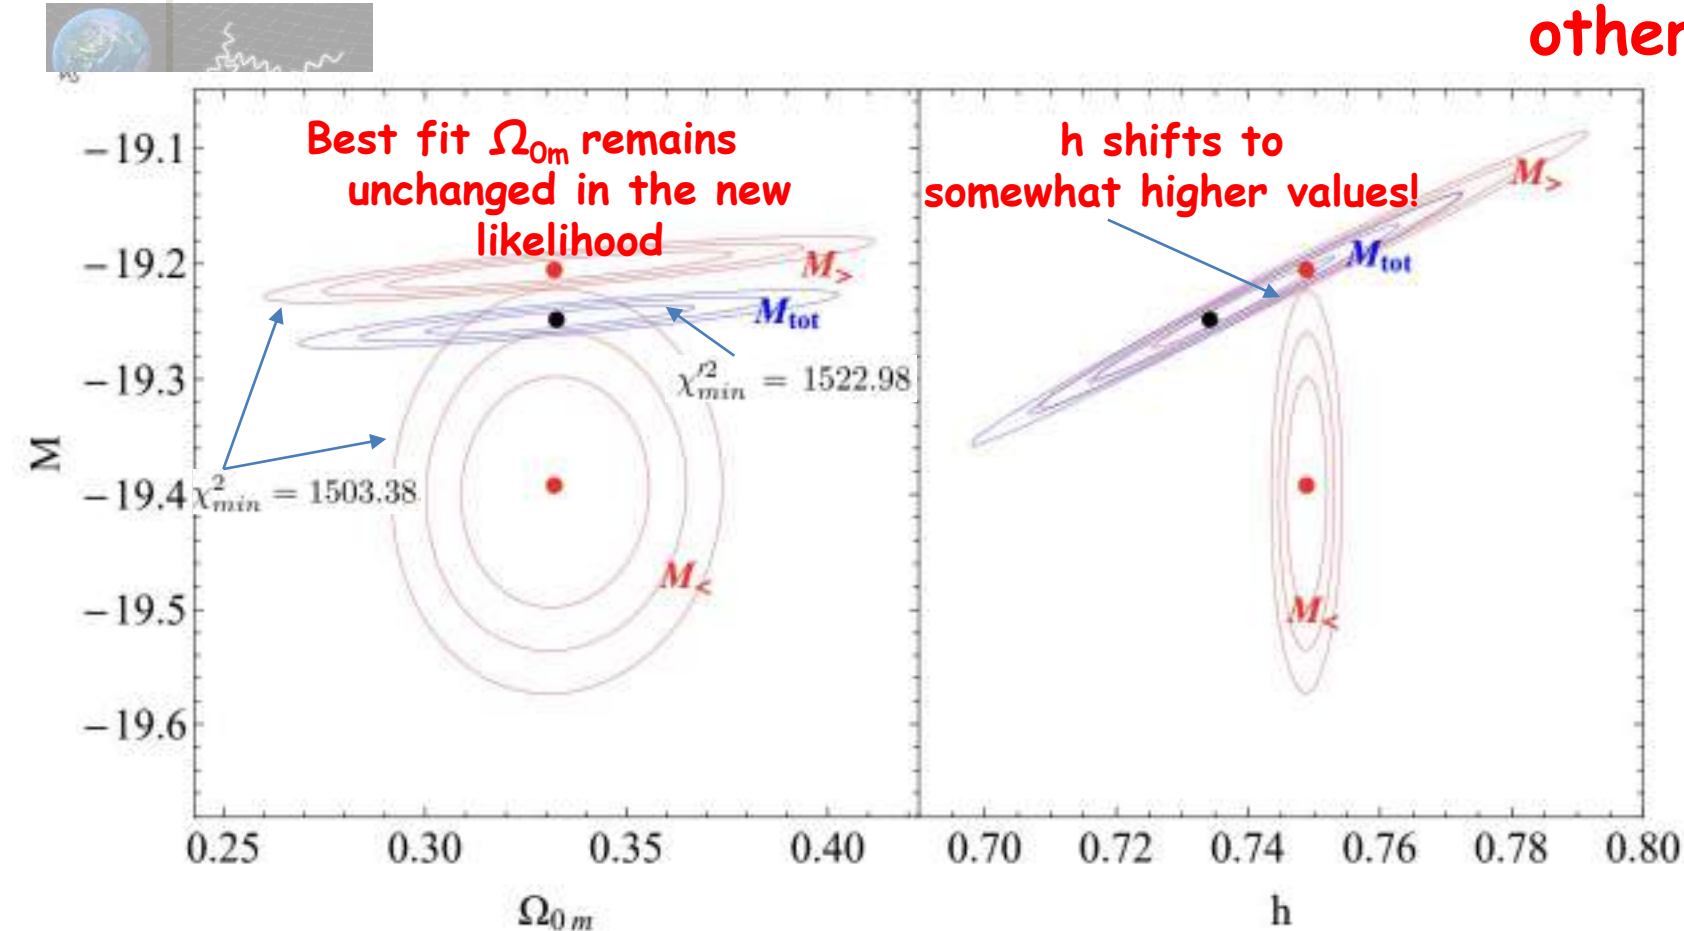 other
Best fit Ω₀ₘ remains
unchanged in the new
likelihood
h shifts to
somewhat higher values!
−19.1
−19.2
−19.3
−19.4
−19.5
−19.6
M
M>
Mtot
χ′²min = 1522.98
χ²min = 1503.38
M<
M>
Mtot
M<
0.25 0.30 0.35 0.40
0.70 0.72 0.74 0.76 0.78 0.80
Ω₀ m
h